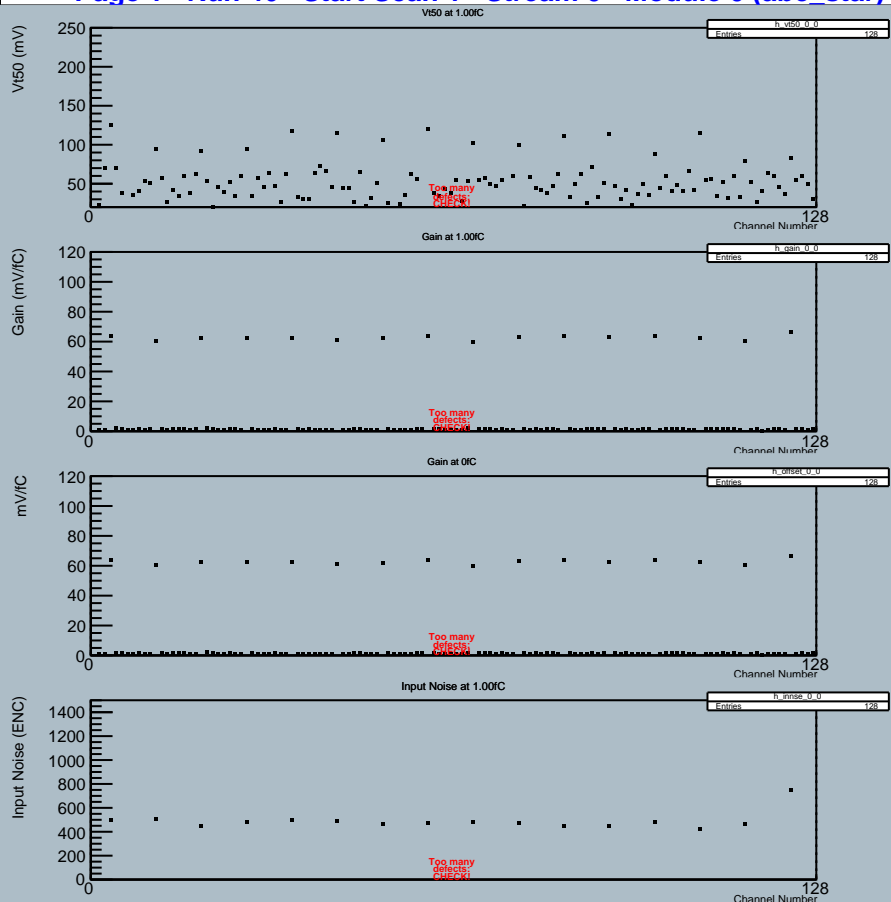 Vt50 at 1.00fC
h_vt50_0_0
Entries 128
Vt50 (mV)
250
200
150
100
50
Too many
defects:
CHECK!
0
128
Channel Number
Gain at 1.00fC
h_gain_0_0
Entries 128
Gain (mV/fC)
120
100
80
60
40
20
0
Too many
defects:
CHECK!
0
128
Channel Number
Gain at 0fC
h_offset_0_0
Entries 128
mV/fC
120
100
80
60
40
20
0
Too many
defects:
CHECK!
0
128
Channel Number
Input Noise at 1.00fC
h_innse_0_0
Entries 128
Input Noise (ENC)
1400
1200
1000
800
600
400
200
0
Too many
defects:
CHECK!
0
128
Channel Number